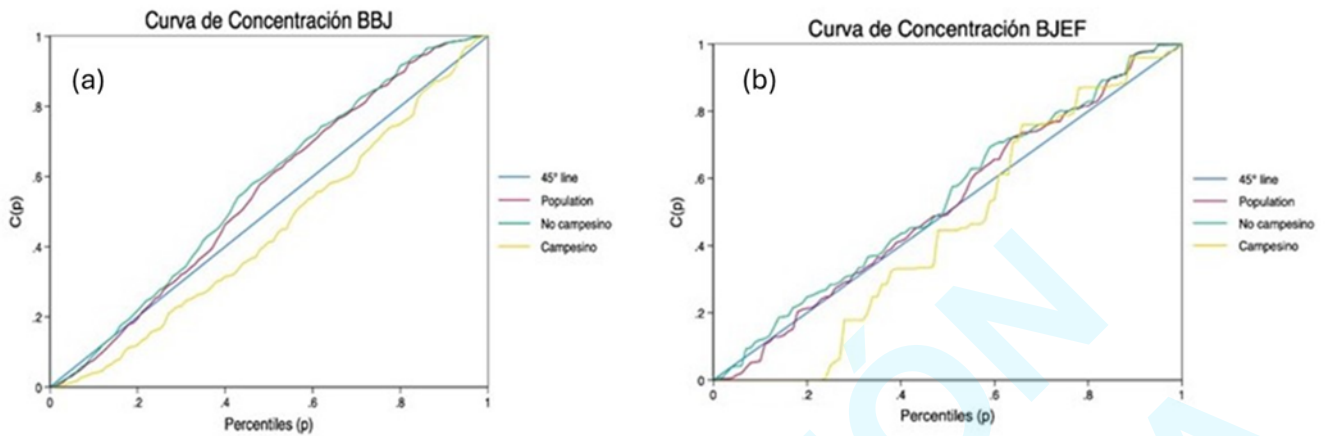 Curva de Concentración BBJ
(a)
C(p)
1
.8
.6
.4
.2
0
0 .2 .4 .6 .8 1
Percentiles (p)
45° line
Population
No campesino
Campesino
Curva de Concentración BJEF
(b)
C(p)
1
.8
.6
.4
.2
0
0 .2 .4 .6 .8 1
Percentiles (p)
45° line
Population
No campesino
Campesino
ÓN